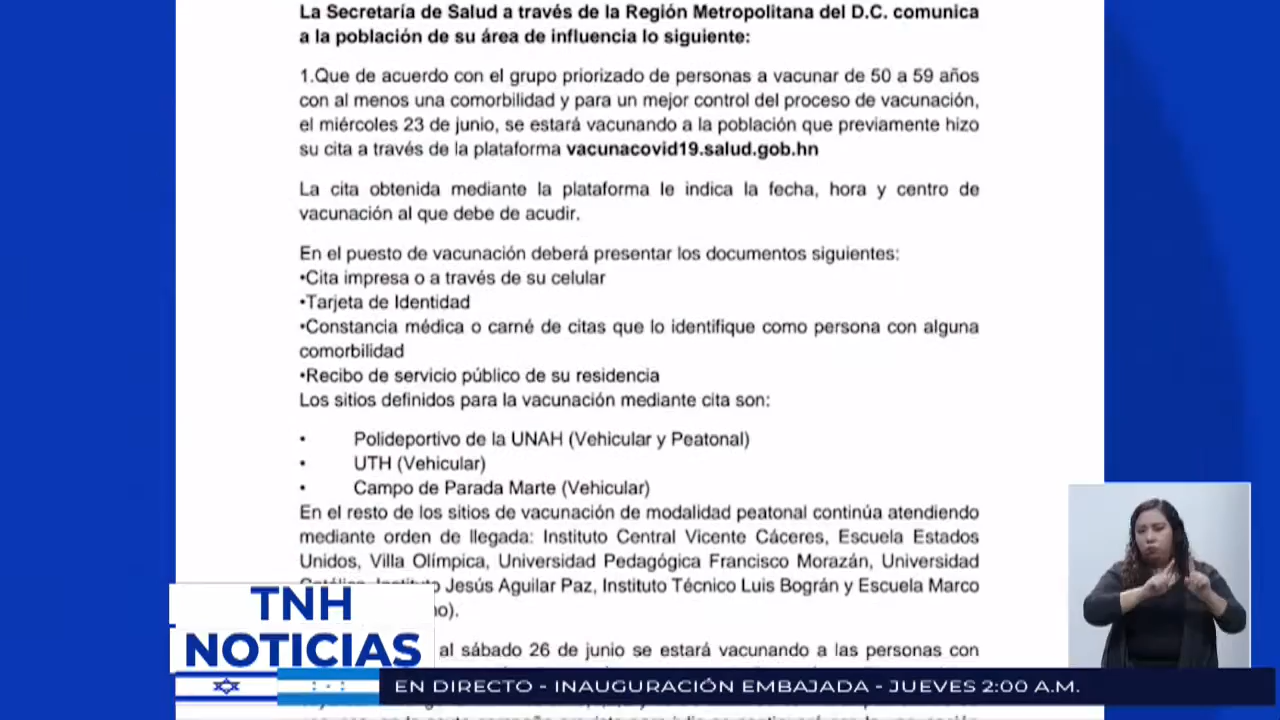 La Secretaría de Salud a través de la Región Metropolitana del D.C. comunica
a la población de su área de influencia lo siguiente:
1.Que de acuerdo con el grupo priorizado de personas a vacunar de 50 a 59 años
con al menos una comorbilidad y para un mejor control del proceso de vacunación,
el miércoles 23 de junio, se estará vacunando a la población que previamente hizo
su cita a través de la plataforma vacunacovid19.salud.gob.hn
La cita obtenida mediante la plataforma le indica la fecha, hora y centro de
vacunación al que debe de acudir.
En el puesto de vacunación deberá presentar los documentos siguientes:
•Cita impresa o a través de su celular
•Tarjeta de Identidad
•Constancia médica o carné de citas que lo identifique como persona con alguna
comorbilidad
•Recibo de servicio público de su residencia
Los sitios definidos para la vacunación mediante cita son:
• Polideportivo de la UNAH (Vehicular y Peatonal)
• UTH (Vehicular)
• Campo de Parada Marte (Vehicular)
En el resto de los sitios de vacunación de modalidad peatonal continúa atendiendo
mediante orden de llegada: Instituto Central Vicente Cáceres, Escuela Estados
Unidos, Villa Olímpica, Universidad Pedagógica Francisco Morazán, Universidad
Jesús Aguilar Paz, Instituto Técnico Luis Bográn y Escuela Marco
al sábado 26 de junio se estará vacunando a las personas con
TNH
NOTICIAS
EN DIRECTO - INAUGURACIÓN EMBAJADA - JUEVES 2:00 A.M.